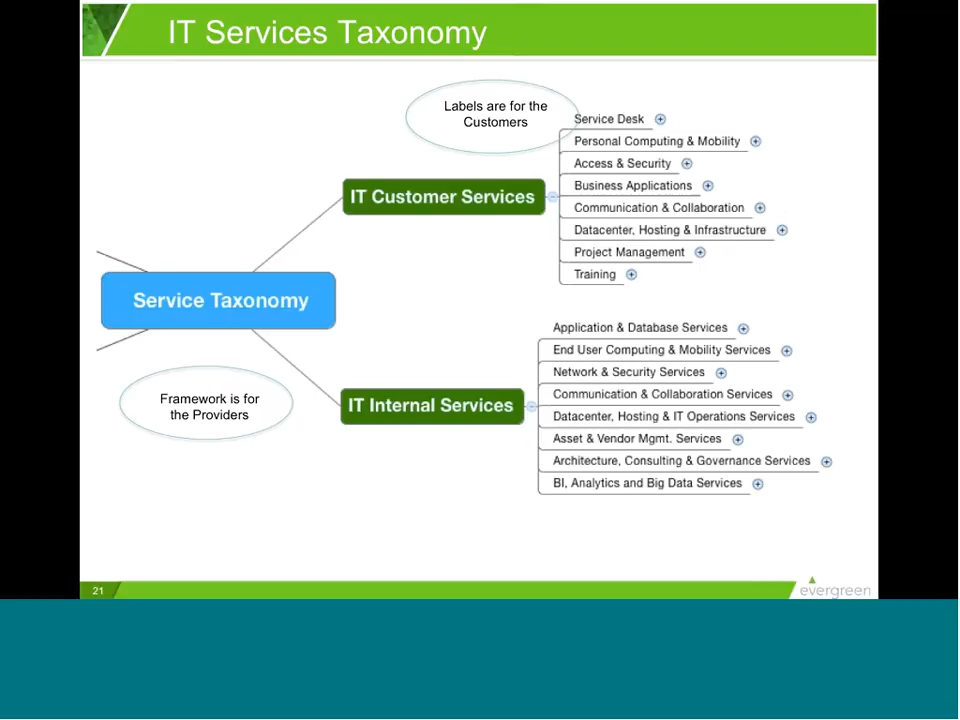 IT Services Taxonomy
Labels are for the
Customers
Service Desk
Personal Computing & Mobility
Access & Security
Business Applications
Communication & Collaboration
Datacenter, Hosting & Infrastructure
Project Management
Training
IT Customer Services
Service Taxonomy
Framework is for
the Providers
IT Internal Services
Application & Database Services
End User Computing & Mobility Services
Network & Security Services
Communication & Collaboration Services
Datacenter, Hosting & IT Operations Services
Asset & Vendor Mgmt. Services
Architecture, Consulting & Governance Services
BI, Analytics and Big Data Services
21
evergreen